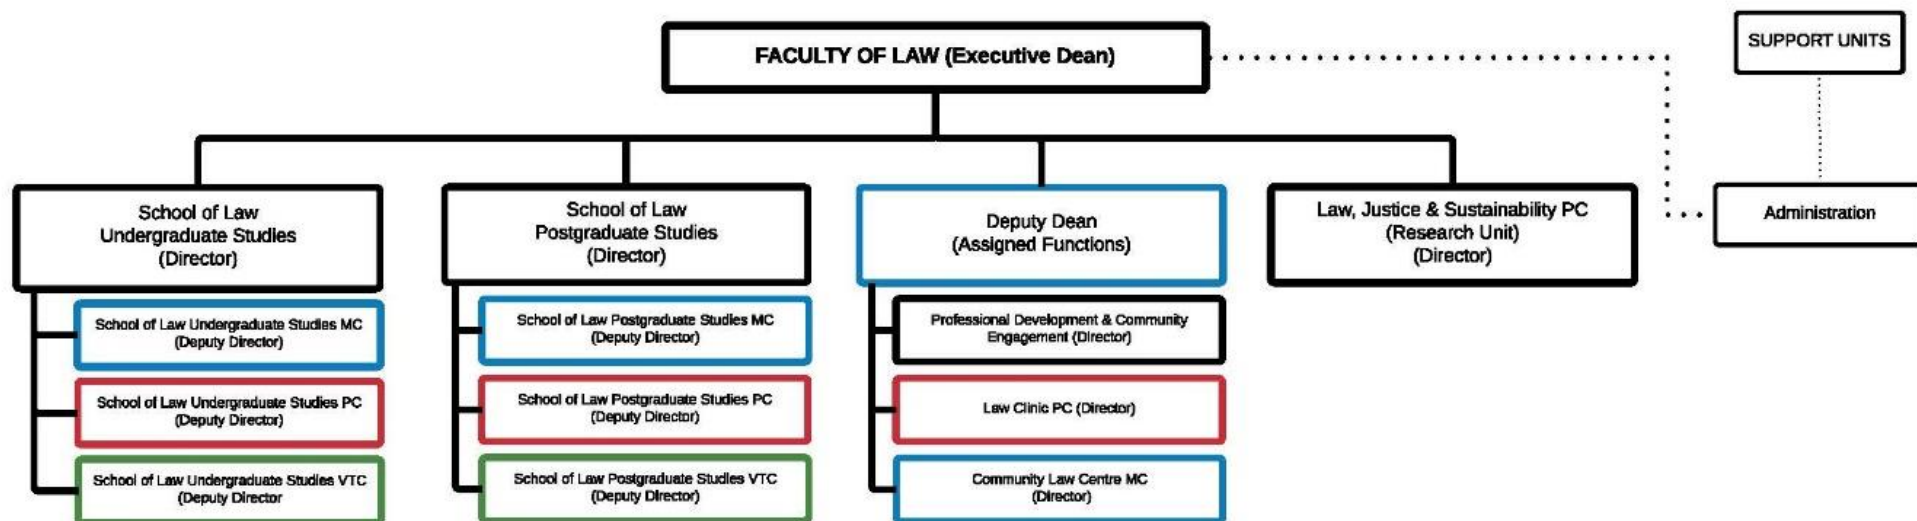 FACULTY OF LAW (Executive Dean)
SUPPORT UNITS
Administration
School of Law
Undergraduate Studies
(Director)
School of Law Undergraduate Studies MC
(Deputy Director)
School of Law Undergraduate Studies PC
(Deputy Director)
School of Law Undergraduate Studies VTC
(Deputy Director
School of Law
Postgraduate Studies
(Director)
School of Law Postgraduate Studies MC
(Deputy Director)
School of Law Postgraduate Studies PC
(Deputy Director)
School of Law Postgraduate Studies VTC
(Deputy Director)
Deputy Dean
(Assigned Functions)
Professional Development & Community
Engagement (Director)
Law Clinic PC (Director)
Community Law Centre MC
(Director)
Law, Justice & Sustainability PC
(Research Unit)
(Director)